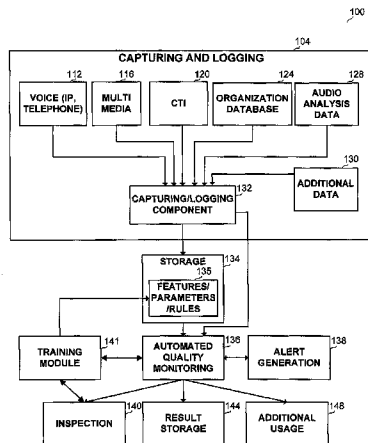 100
104
CAPTURING AND LOGGING
112
116
120
124
128
VOICE (IP,
TELEPHONE)
MULTI
MEDIA
CTI
ORGANIZATION
DATABASE
AUDIO
ANALYSIS
DATA
130
ADDITIONAL
DATA
132
CAPTURING/LOGGING
COMPONENT
STORAGE
134
135
FEATURES/
PARAMETERS
/RULES
141
TRAINING
MODULE
136
AUTOMATED
QUALITY
MONITORING
138
ALERT
GENERATION
INSPECTION
140
RESULT
STORAGE
144
ADDITIONAL
USAGE
148